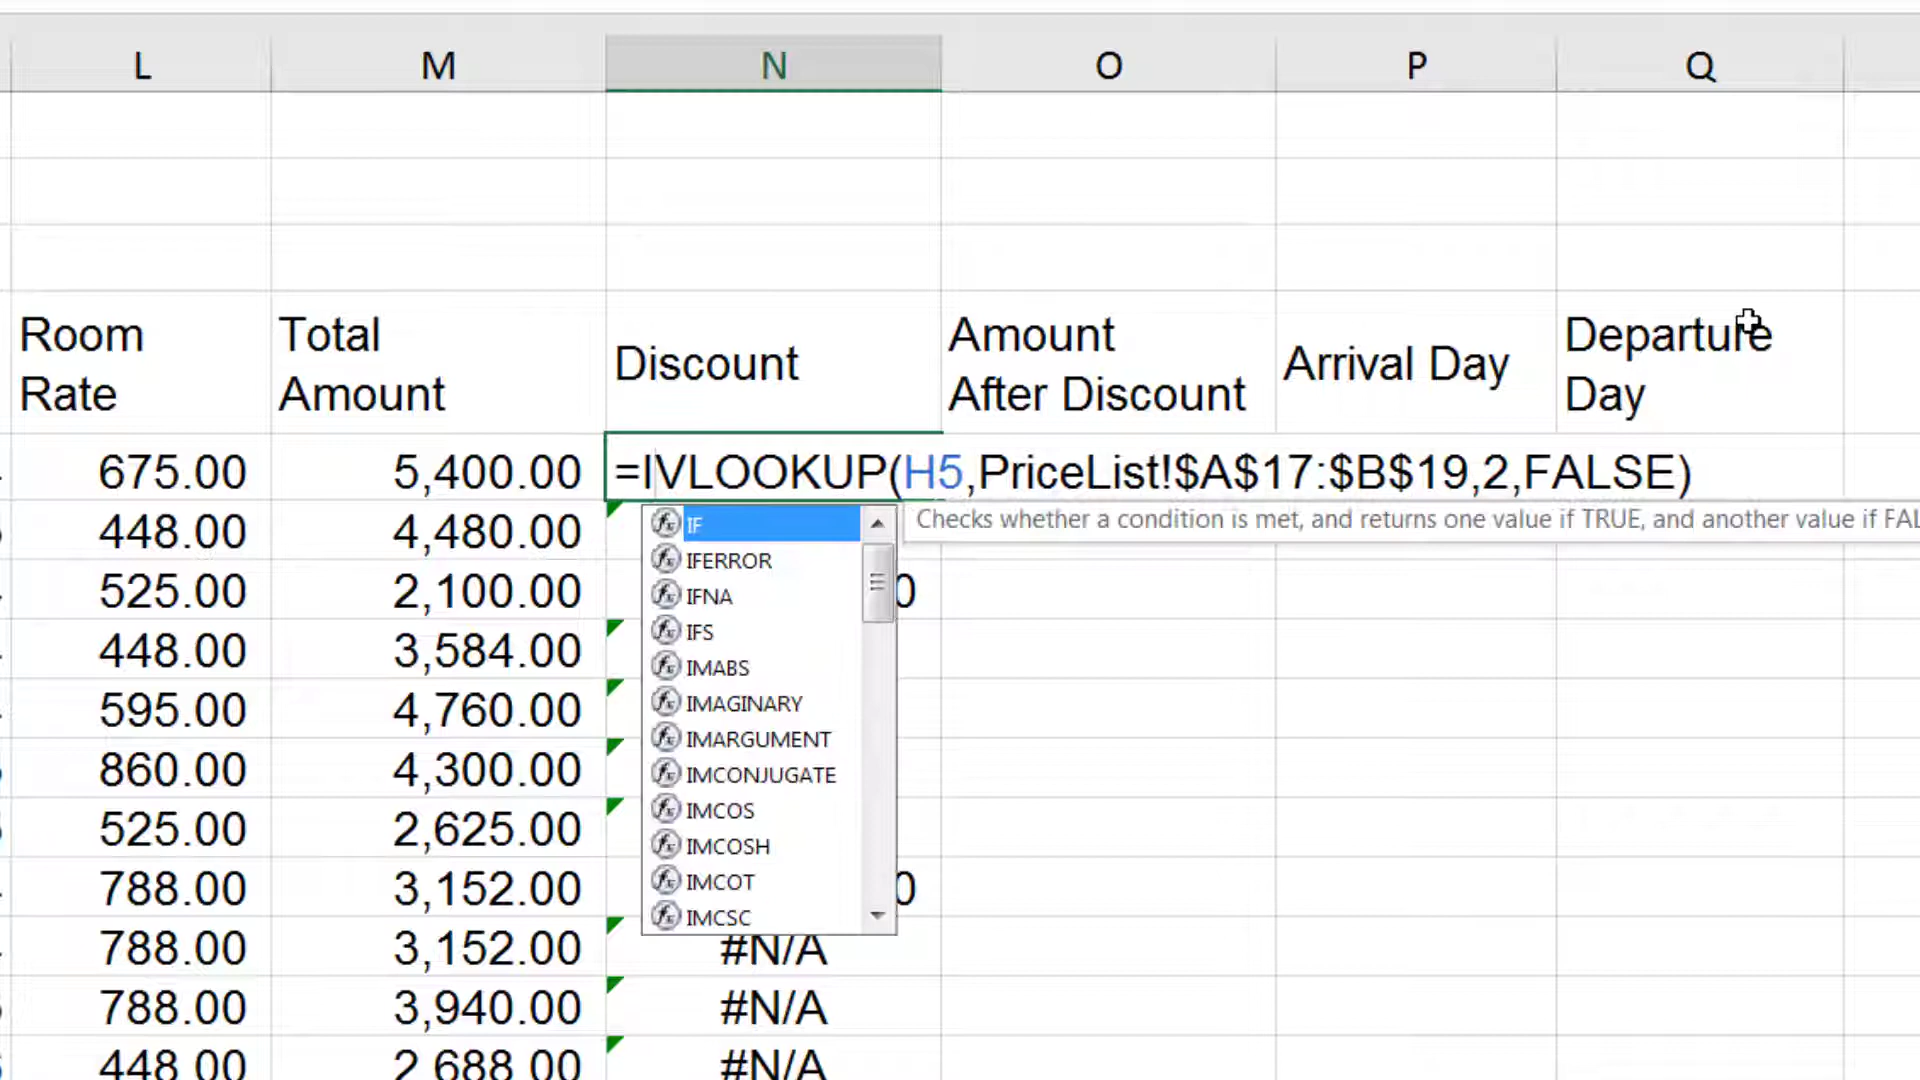 L M N O P Q
Room Rate Total Amount Discount Amount After Discount Arrival Day Departure Day
675.00 5,400.00 =IVLOOKUP(H5,PriceList!$A$17:$B$19,2,FALSE)
448.00 4,480.00 IF Checks whether a condition is met, and returns one value if TRUE, and another value if FAL
IFERROR
525.00 2,100.00 IFNA 0
448.00 3,584.00 IFS
IMABS
595.00 4,760.00 IMAGINARY
IMARGUMENT
860.00 4,300.00 IMCONJUGATE
525.00 2,625.00 IMCOS
IMCOSH
788.00 3,152.00 IMCOT 0
IMCSC
788.00 3,152.00 #N/A
788.00 3,940.00 #N/A
448.00 2,688.00 #N/A